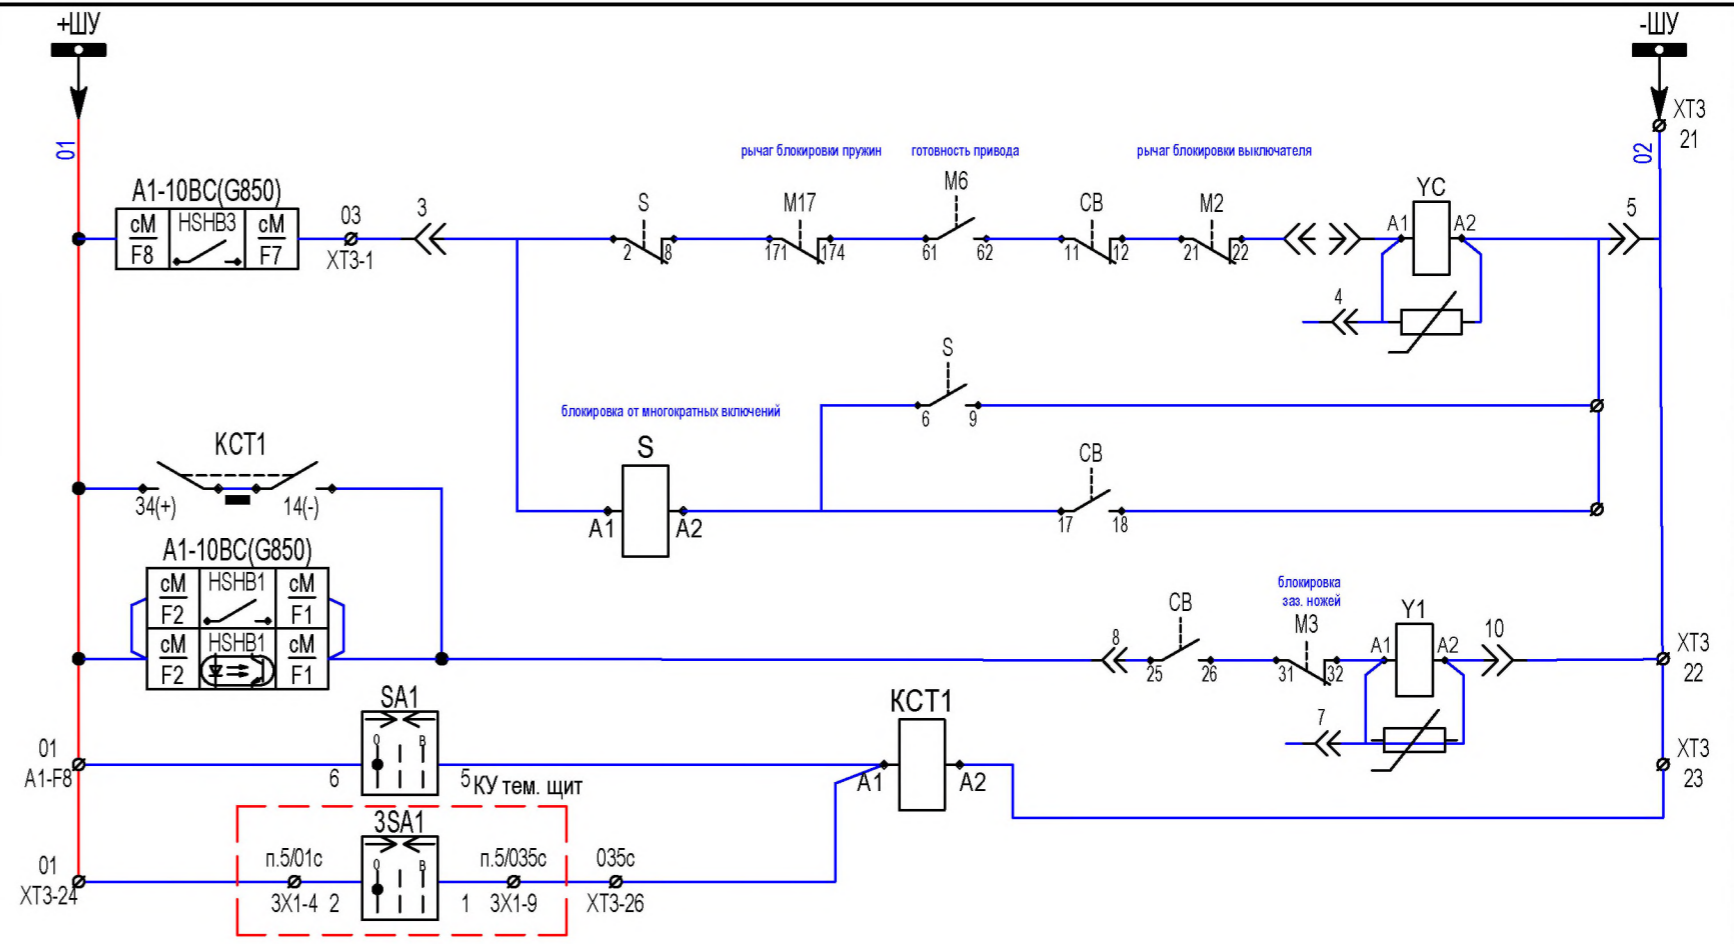 +ШУ
-ШУ
XT3
21
01
02
рычаг блокировки пружин
готовность привода
рычаг блокировки выключателя
A1-10BC(G850)
cM
F8
HSHB3
cM
F7
03
XT3-1
3
S
2
8
M17
171
174
M6
61
62
CB
11
12
M2
21
22
YC
A1
A2
5
4
S
6
9
блокировка от многократных включений
S
A1
A2
CB
17
18
KCT1
34(+)
14(-)
A1-10BC(G850)
cM
F2
HSHB1
cM
F1
cM
F2
HSHB1
cM
F1
8
CB
25
26
блокировка
заз. ножей
M3
31
32
Y1
A1
A2
10
XT3
22
7
01
A1-F8
SA1
O
B
6
5
КУ тем. щит
KCT1
A1
A2
XT3
23
01
XT3-24
3SA1
O
B
п.5/01с
3X1-4
2
1
п.5/035с
3X1-9
035с
XT3-26